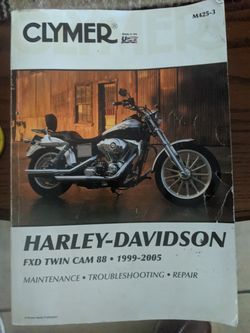 CLYMER®
M425-3
HARLEY-DAVIDSON
FXD TWIN CAM 88 • 1999-2005
MAINTENANCE • TROUBLESHOOTING • REPAIR